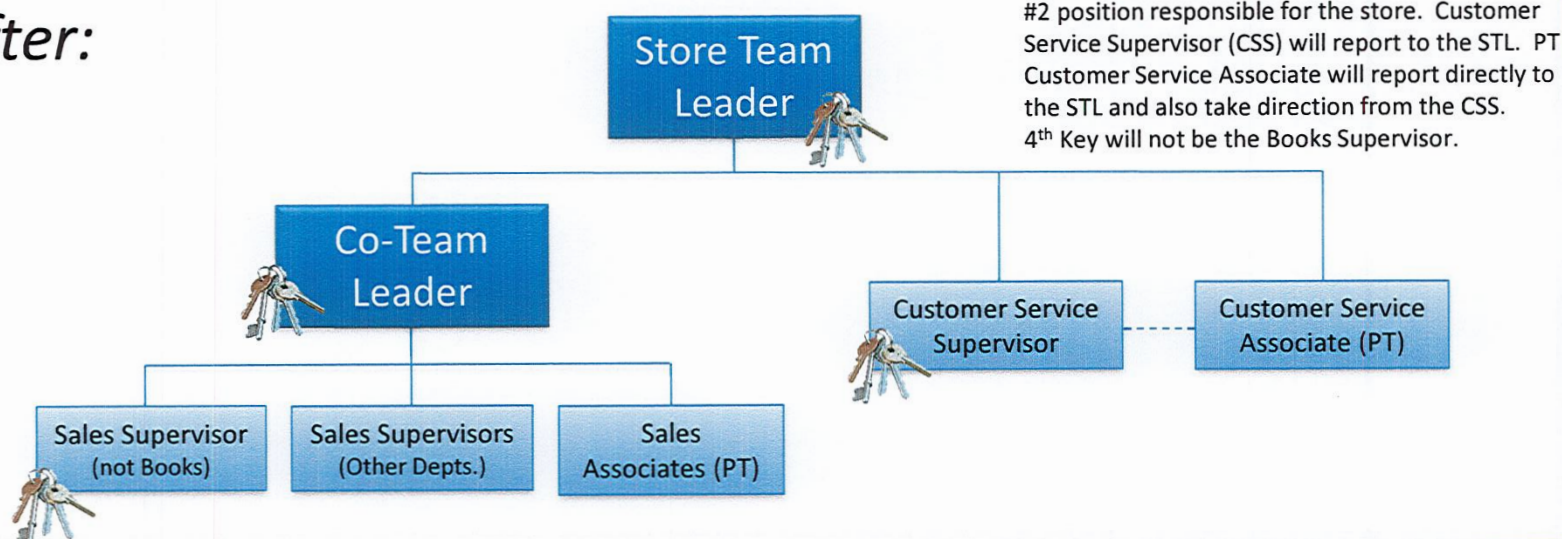 #2 position responsible for the store. Customer
Service Supervisor (CSS) will report to the STL. PT
Customer Service Associate will report directly to
the STL and also take direction from the CSS.
4th Key will not be the Books Supervisor.
Store Team
Leader
Co-Team
Leader
Customer Service
Supervisor
Customer Service
Associate (PT)
Sales Supervisor
(not Books)
Sales Supervisors
(Other Depts.)
Sales
Associates (PT)